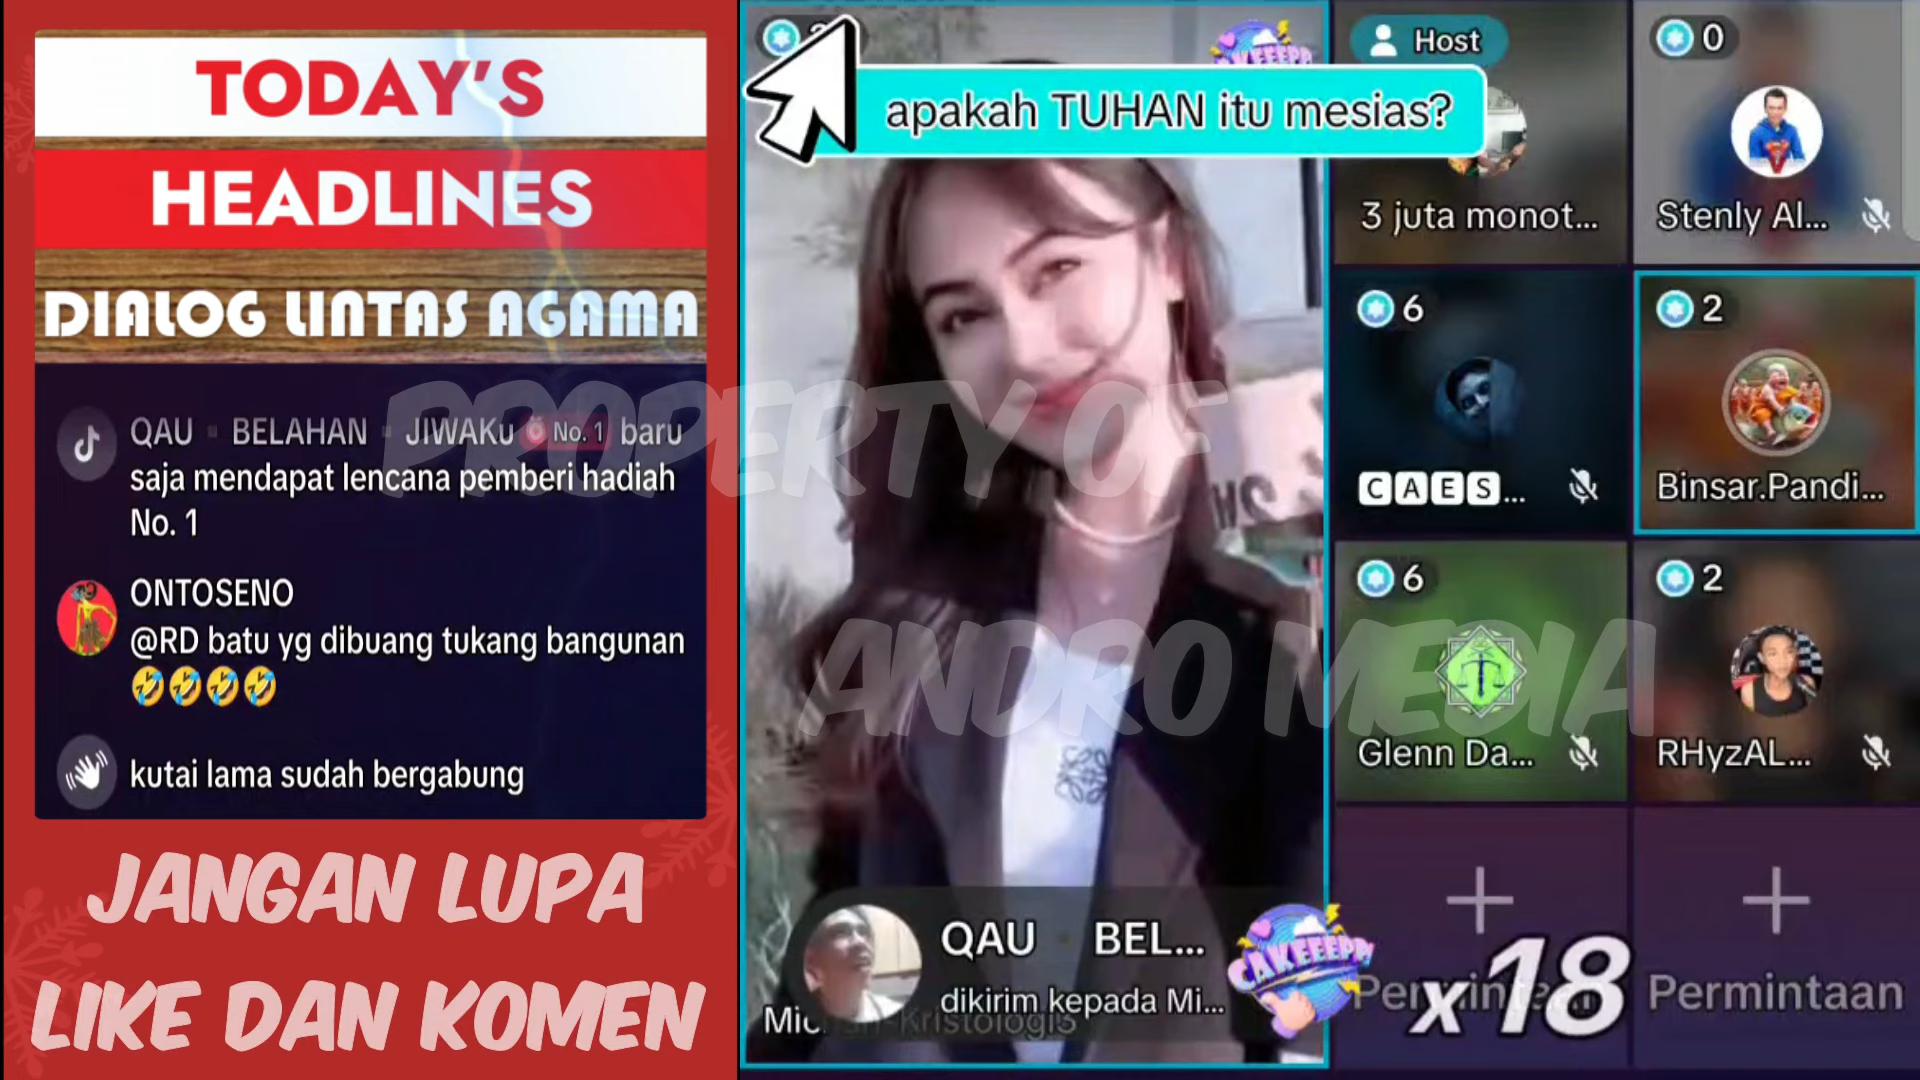 TODAY'S
HEADLINES
DIALOG LINTAS AGAMA
QAU BELAHAN JIWAKu No. 1 baru
saja mendapat lencana pemberi hadiah
No. 1
ONTOSENO
@RD batu yg dibuang tukang bangunan
🤣🤣🤣🤣
kutai lama sudah bergabung
JANGAN LUPA
LIKE DAN KOMEN
PROPERTY OF
ANDRO MEDIA
CAKEEEPP
apakah TUHAN itu mesias?
QAU BEL...
dikirim kepada Mi...
CAKEEEPP
x18
Host
3 juta monot...
0
Stenly Al...
6
CAES...
2
Binsar.Pandi...
6
Glenn Da...
2
RHyzAL...
Permintaan
Permintaan